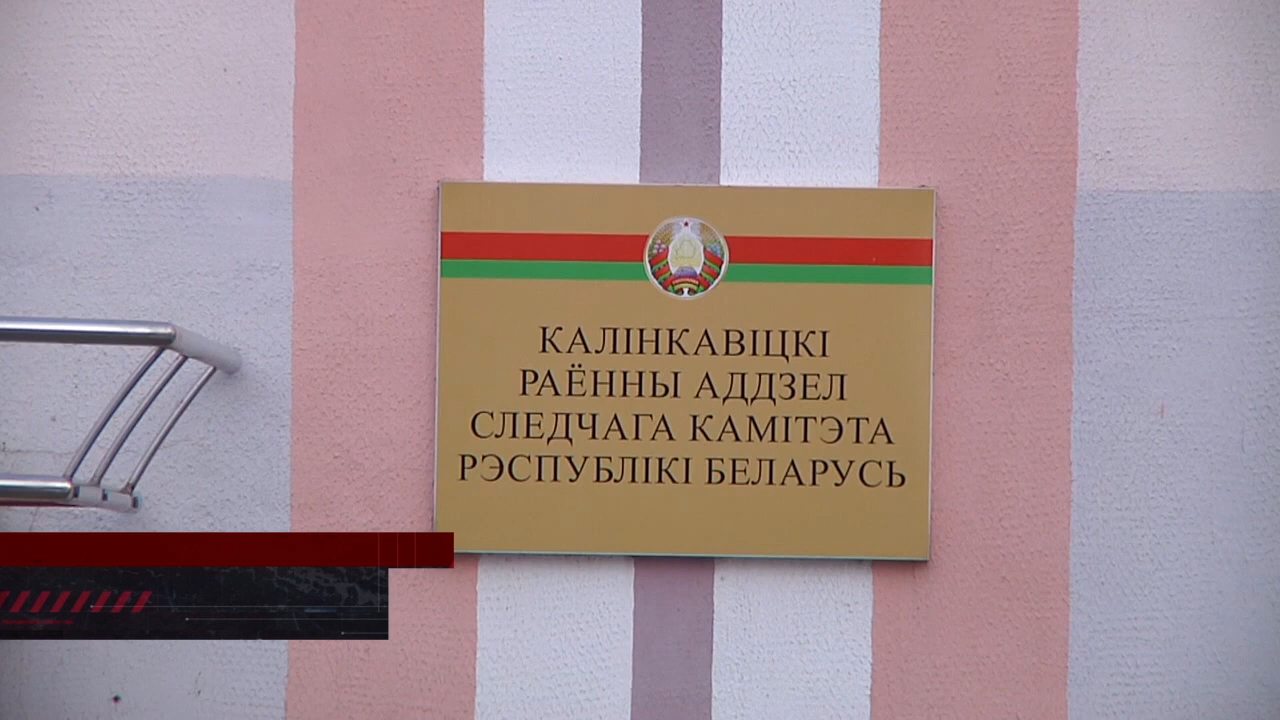 КАЛІНКАВІЦКІ
РАЁННЫ АДДЗЕЛ
СЛЕДЧАГА КАМІТЭТА
РЭСПУБЛІКІ БЕЛАРУСЬ